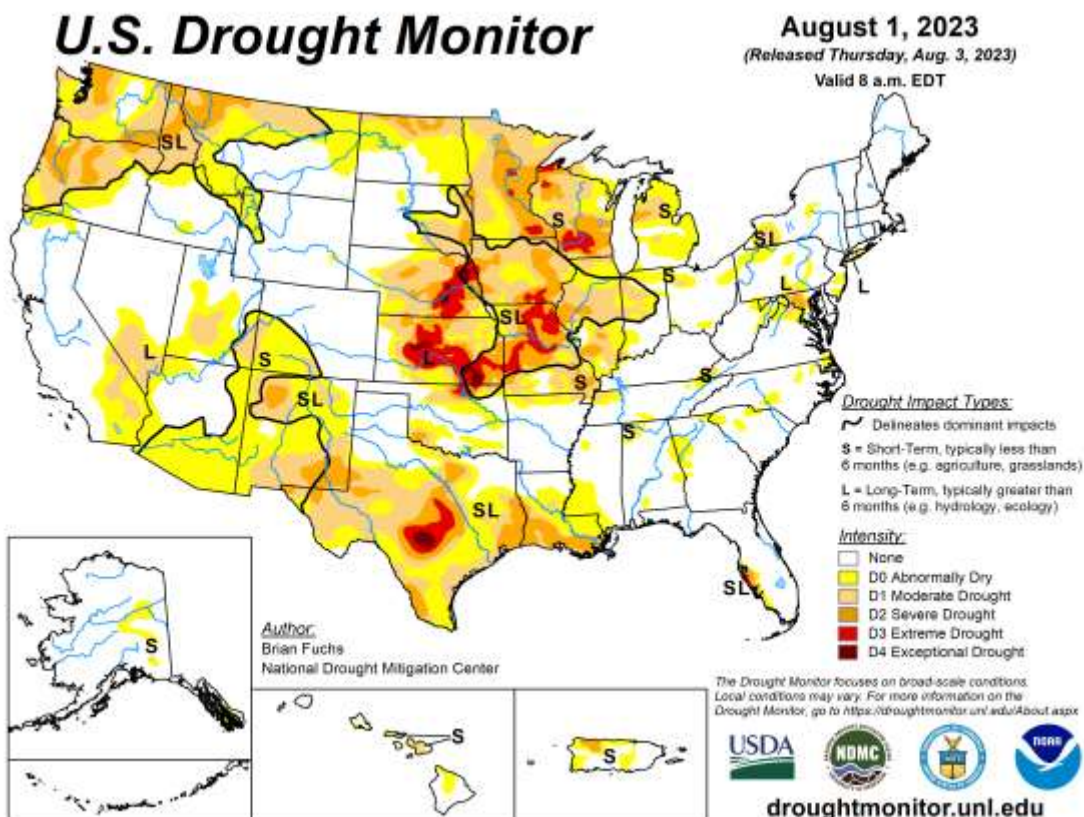 U.S. Drought Monitor
August 1, 2023
(Released Thursday, Aug. 3, 2023)
Valid 8 a.m. EDT
SL
S
S
SL
S
L
L
SL
L
S
SL
L
S
S
S
SL
SL
SL
S
S
S
Drought Impact Types:
Delineates dominant impacts
S = Short-Term, typically less than
6 months (e.g. agriculture, grasslands)
L = Long-Term, typically greater than
6 months (e.g. hydrology, ecology)
Intensity:
None
D0 Abnormally Dry
D1 Moderate Drought
D2 Severe Drought
D3 Extreme Drought
D4 Exceptional Drought
Author:
Brian Fuchs
National Drought Mitigation Center
The Drought Monitor focuses on broad-scale conditions.
Local conditions may vary. For more information on the
Drought Monitor, go to https://droughtmonitor.unl.edu/About.aspx
USDA
NDMC
NOAA
droughtmonitor.unl.edu